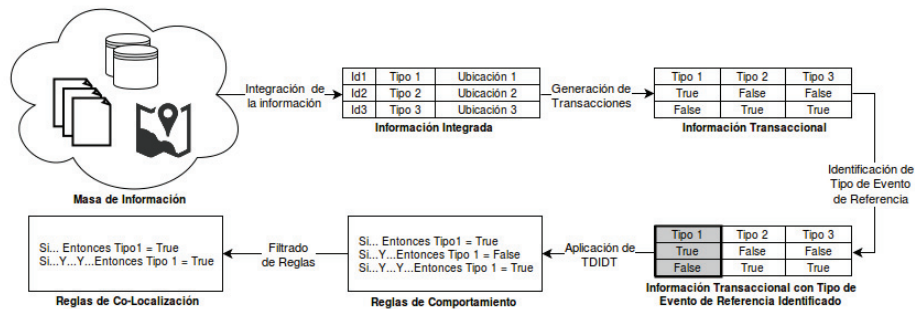 Masa de Información
Integración de
la información
Id1 Tipo 1 Ubicación 1
Id2 Tipo 2 Ubicación 2
Id3 Tipo 3 Ubicación 3
Información Integrada
Generación de
Transacciones
Tipo 1 Tipo 2 Tipo 3
True False False
False True True
Información Transaccional
Identificación de
Tipo de Evento
de Referencia
Tipo 1 Tipo 2 Tipo 3
True False False
False True True
Información Transaccional con Tipo de
Evento de Referencia Identificado
Aplicación de
TDIDT
Si... Entonces Tipo1 = True
Si...Y...Entonces Tipo 1 = False
Si...Y...Y...Entonces Tipo 1 = True
Reglas de Comportamiento
Filtrado
de Reglas
Si... Entonces Tipo1 = True
Si...Y...Y...Entonces Tipo 1 = True
Reglas de Co-Localización